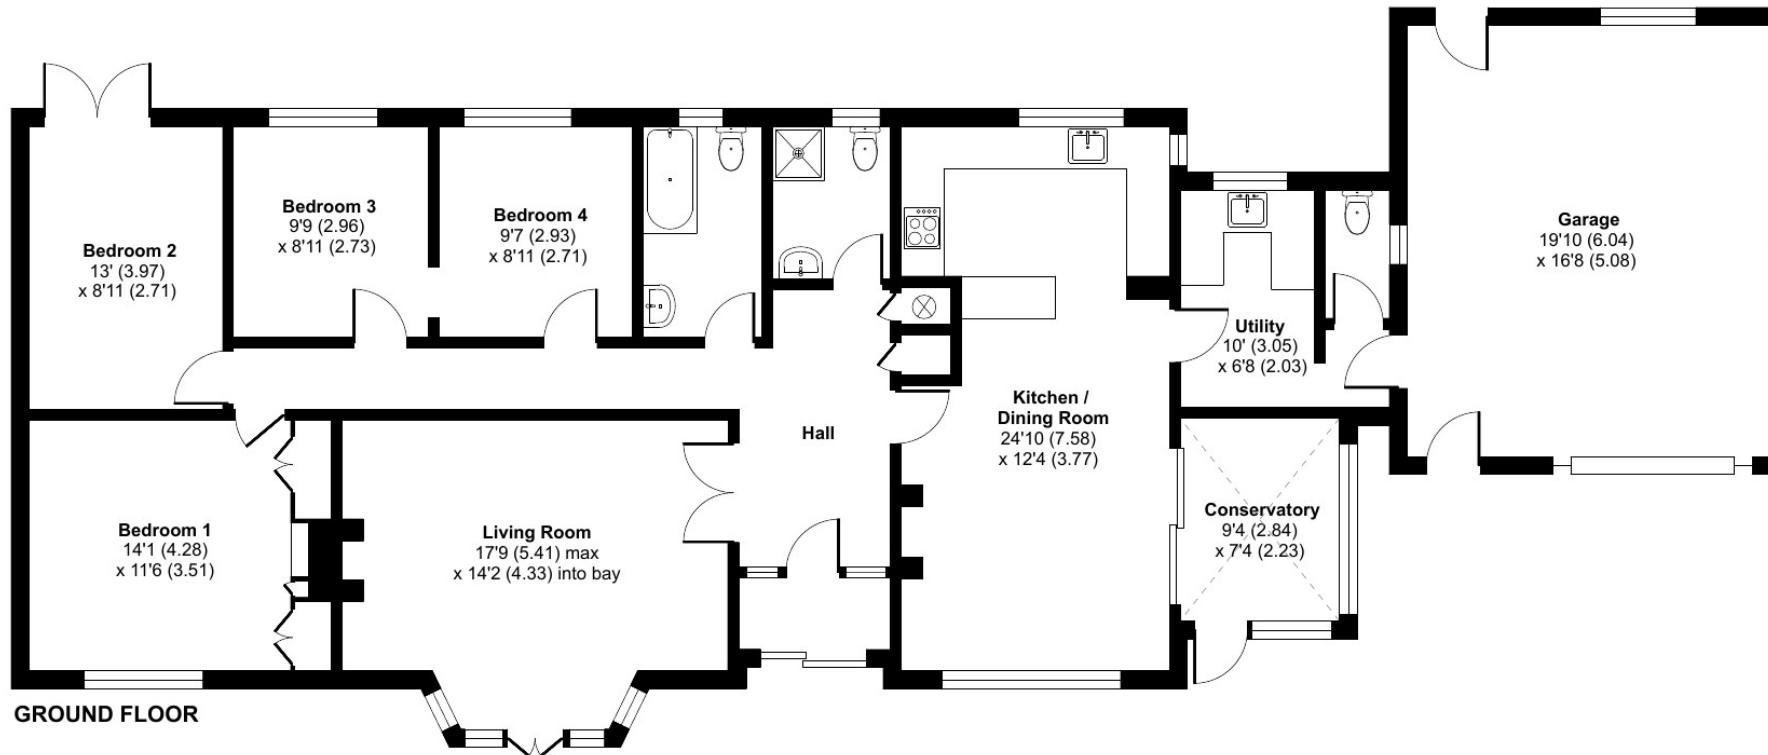 Bedroom 2
13' (3.97)
x 8'11 (2.71)
Bedroom 3
9'9 (2.96)
x 8'11 (2.73)
Bedroom 4
9'7 (2.93)
x 8'11 (2.71)
Garage
19'10 (6.04)
x 16'8 (5.08)
Utility
10' (3.05)
x 6'8 (2.03)
Kitchen /
Dining Room
24'10 (7.58)
x 12'4 (3.77)
Hall
Bedroom 1
14'1 (4.28)
x 11'6 (3.51)
Living Room
17'9 (5.41) max
x 14'2 (4.33) into bay
Conservatory
9'4 (2.84)
x 7'4 (2.23)
GROUND FLOOR